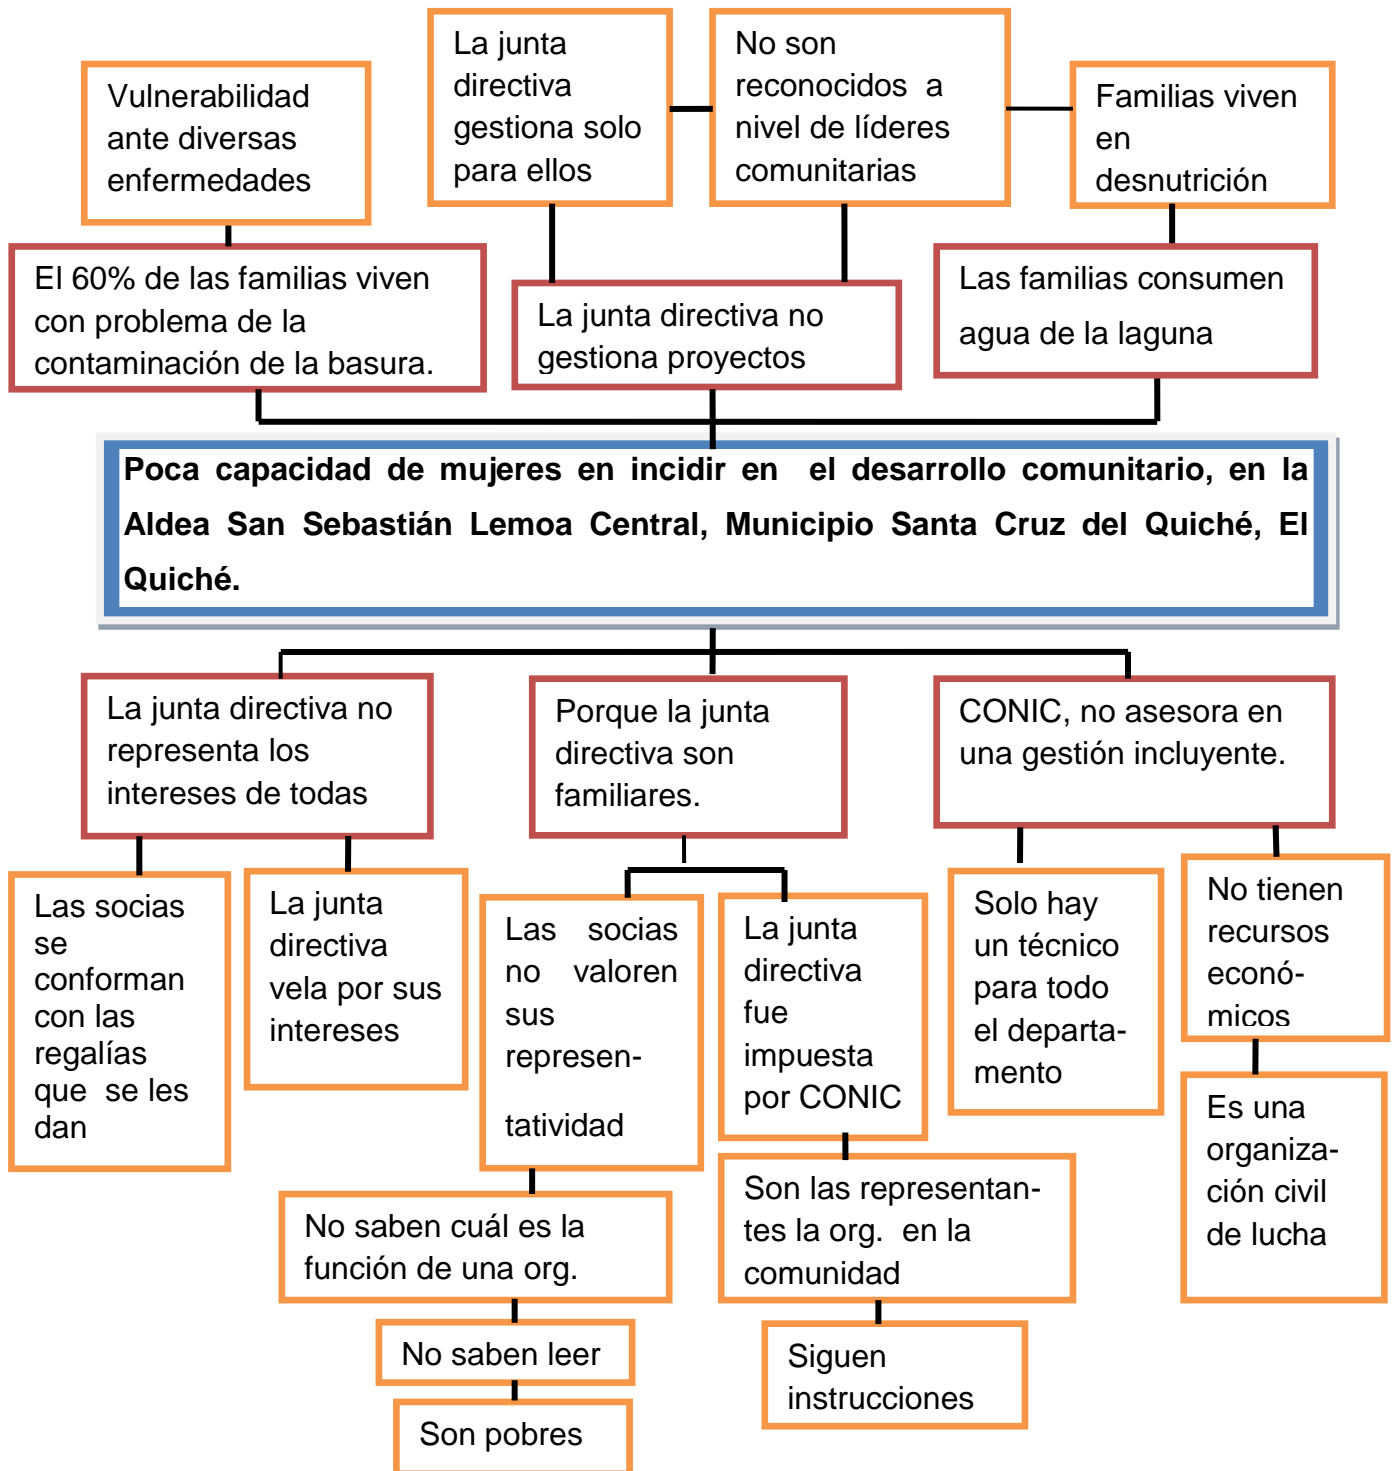 La junta
directiva
gestiona solo
para ellos
No son
reconocidos a
nivel de líderes
comunitarias
Vulnerabilidad
ante diversas
enfermedades
Familias viven
en
desnutrición
El 60% de las familias viven
con problema de la
contaminación de la basura.
La junta directiva no
gestiona proyectos
Las familias consumen
agua de la laguna
Poca capacidad de mujeres en incidir en el desarrollo comunitario, en la
Aldea San Sebastián Lemoa Central, Municipio Santa Cruz del Quiché, El
Quiché.
La junta directiva no
representa los
intereses de todas
Porque la junta
directiva son
familiares.
CONIC, no asesora en
una gestión incluyente.
Las socias
se
conforman
con las
regalías
que se les
dan
La junta
directiva
vela por sus
intereses
Las socias
no valoren
sus
represen-
tatividad
La junta
directiva
fue
impuesta
por CONIC
Solo hay
un técnico
para todo
el departa-
mento
No tienen
recursos
econó-
micos
Es una
organiza-
ción civil
de lucha
No saben cuál es la
función de una org.
Son las representan-
tes la org. en la
comunidad
No saben leer
Siguen
instrucciones
Son pobres